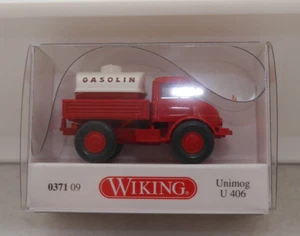 GASOLIN
0371 09
WIKING
Unimog
U 406